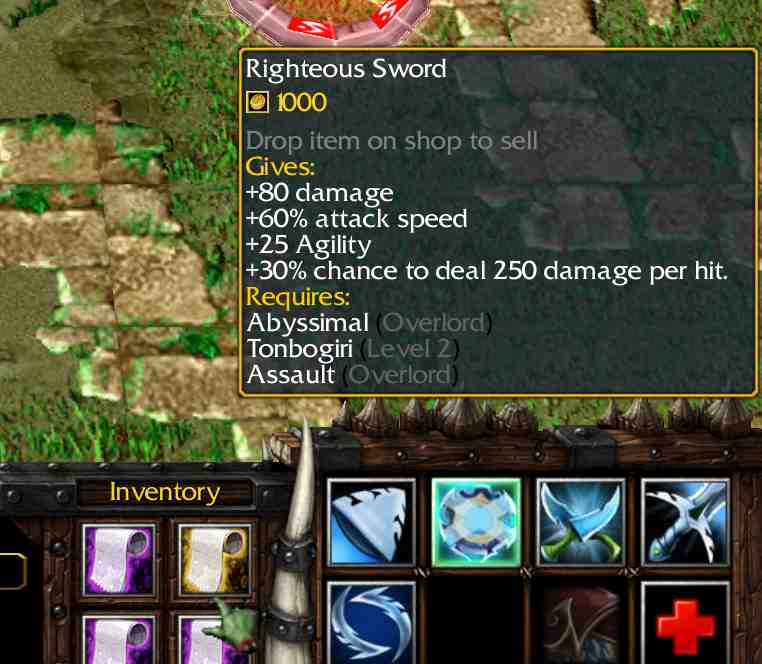 Righteous Sword
1000
Drop item on shop to sell
Gives:
+80 damage
+60% attack speed
+25 Agility
+30% chance to deal 250 damage per hit.
Requires:
Abyssimal (Overlord)
Tonbogiri (Level 2)
Assault (Overlord)
Inventory